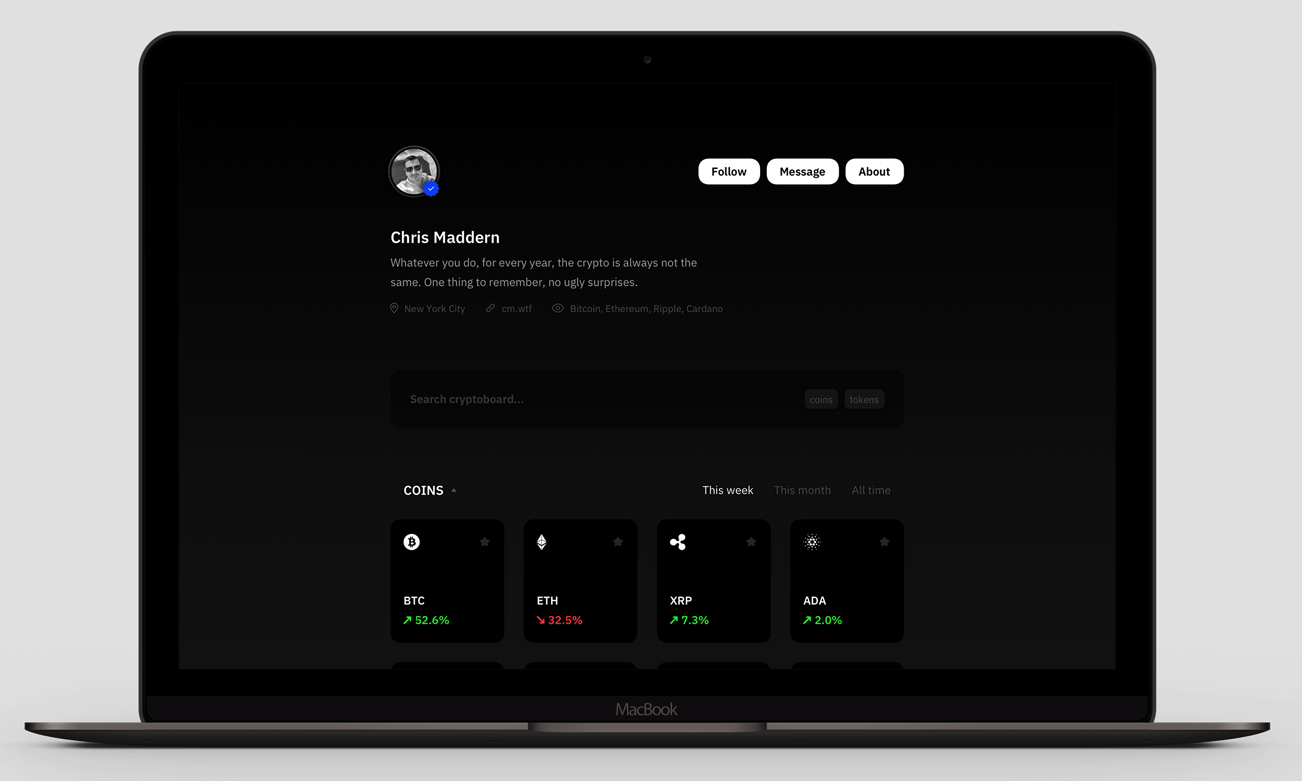 Follow
Message
About
Chris Maddern
Whatever you do, for every year, the crypto is always not the
same. One thing to remember, no ugly surprises.
New York City
cm.wtf
Bitcoin, Ethereum, Ripple, Cardano
Search cryptoboard...
coins
tokens
COINS
This week
This month
All time
BTC
52.6%
ETH
32.5%
XRP
7.3%
ADA
2.0%
MacBook